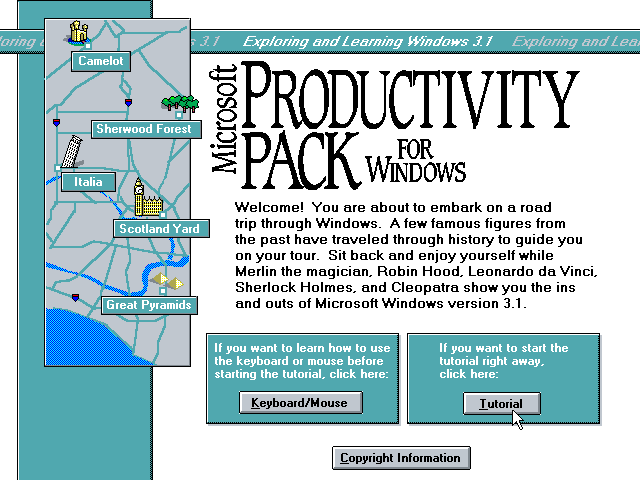 oring s 3.1 Exploring and Learning Windows 3.1 Exploring and Lea
Camelot
Sherwood Forest
Italia
Scotland Yard
Great Pyramids
Microsoft
PRODUCTIVITY
PACK FOR
WINDOWS
Welcome! You are about to embark on a road
trip through Windows. A few famous figures from
the past have traveled through history to guide you
on your tour. Sit back and enjoy yourself while
Merlin the magician, Robin Hood, Leonardo da Vinci,
Sherlock Holmes, and Cleopatra show you the ins
and outs of Microsoft Windows version 3.1.
If you want to learn how to use
the keyboard or mouse before
starting the tutorial, click here:
Keyboard/Mouse
If you want to start the
tutorial right away,
click here:
Tutorial
Copyright Information